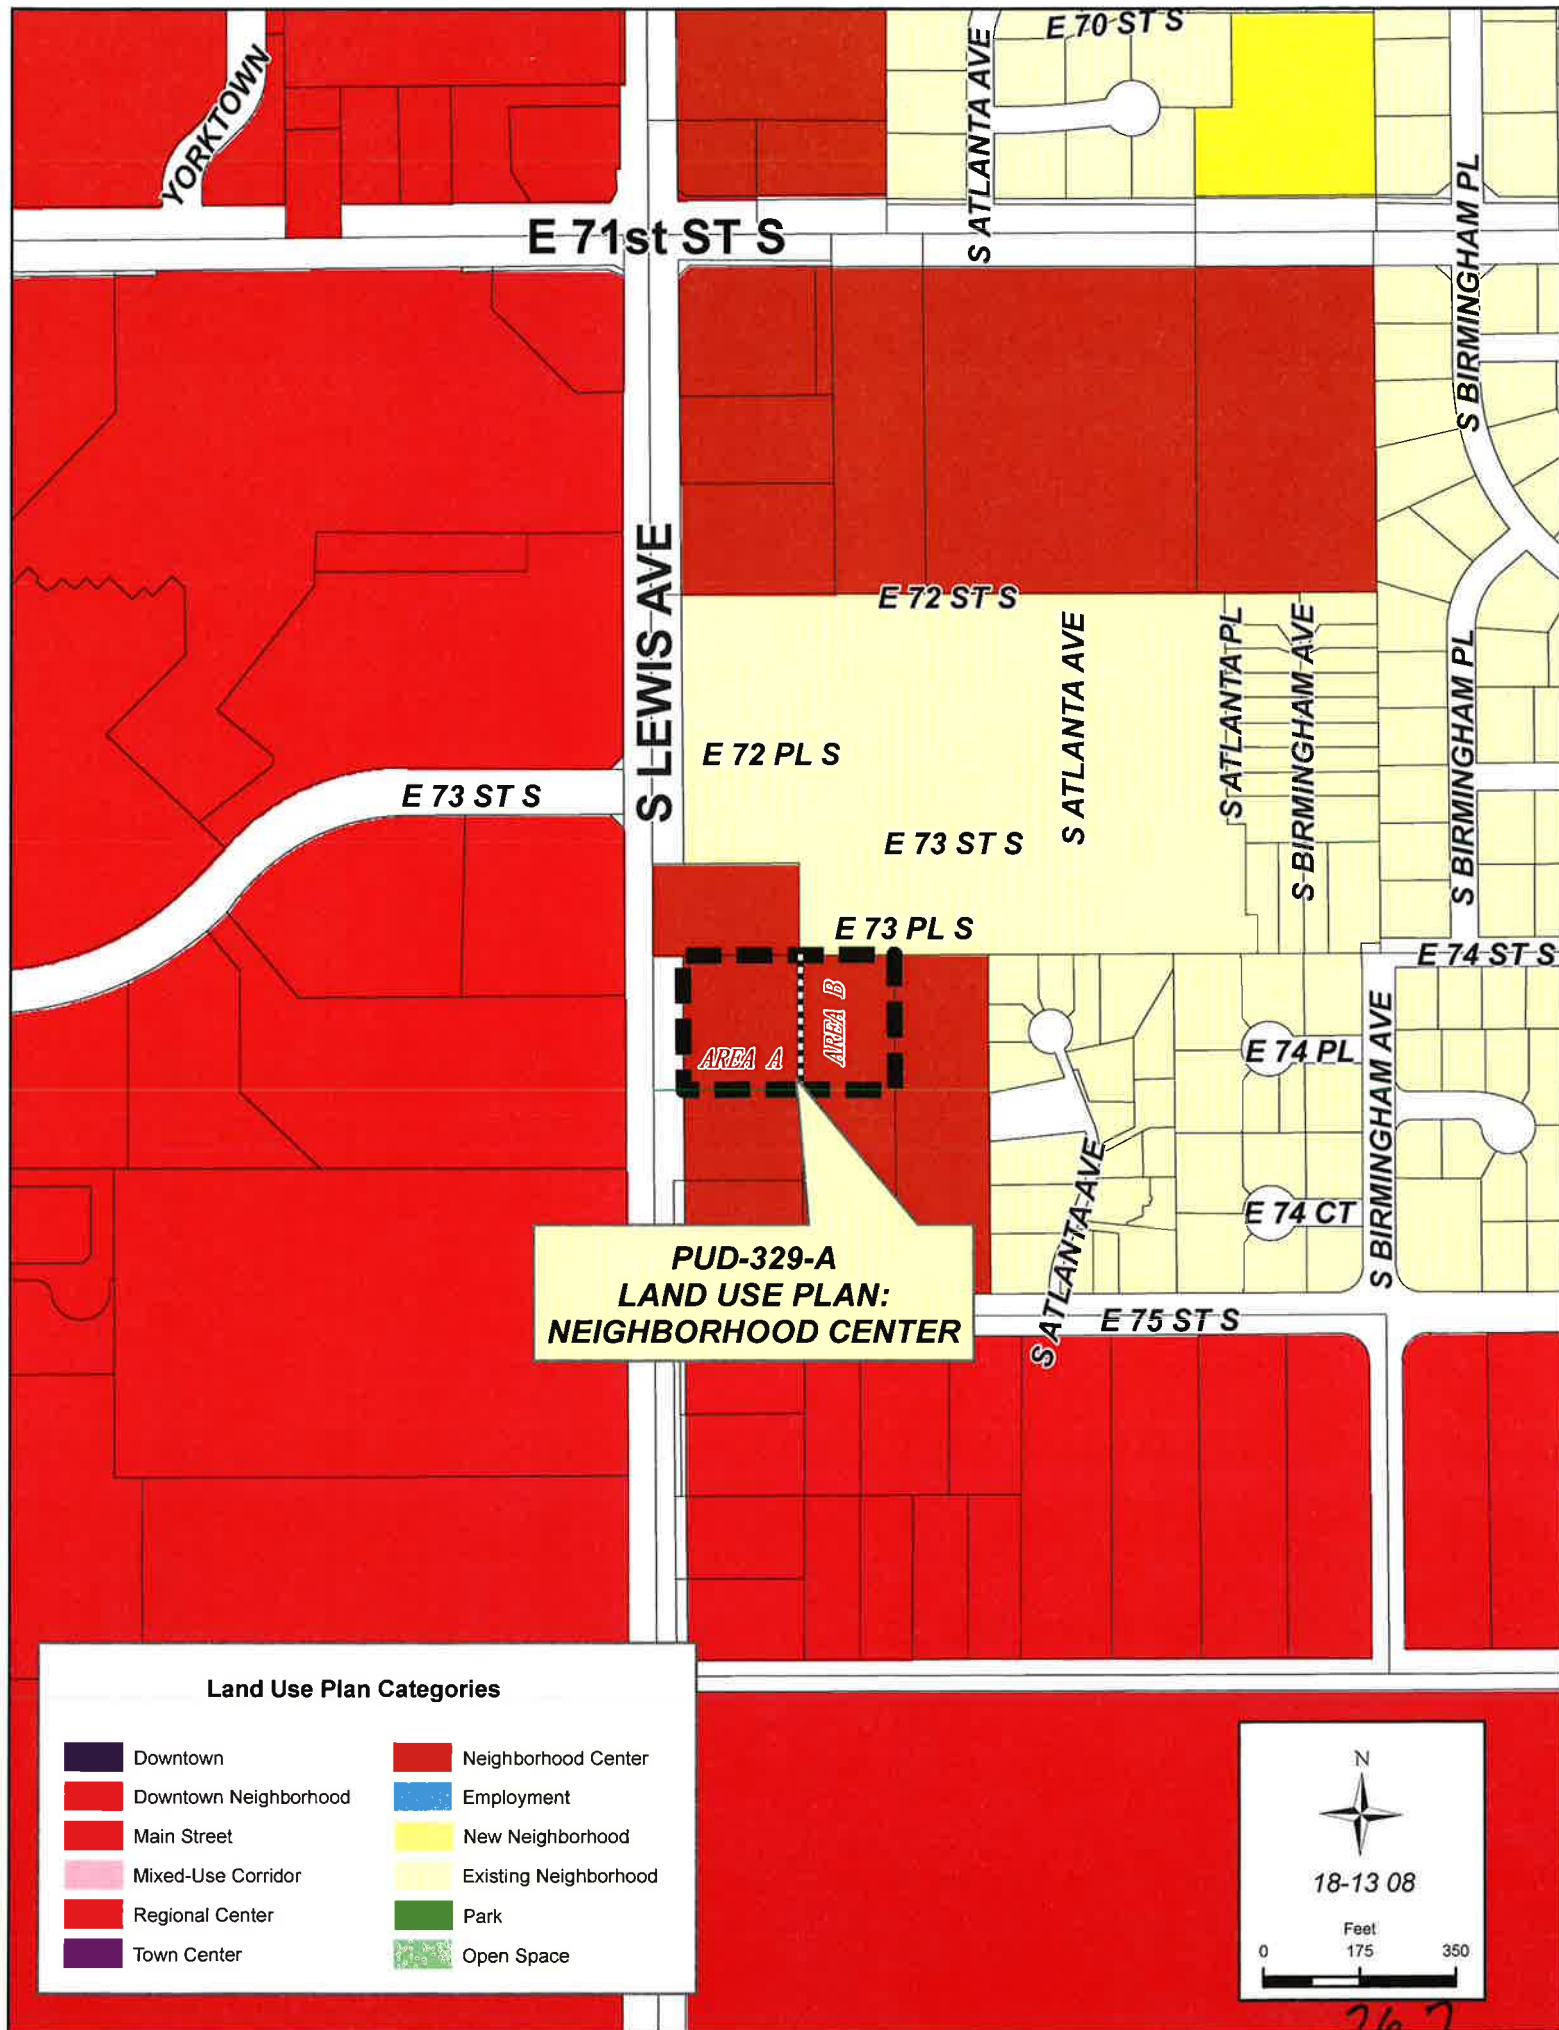 E 70 ST S
YORKTOWN
S ATLANTA AVE
S BIRMINGHAM PL
E 71st ST S
S LEWIS AVE
E 72 ST S
S ATLANTA AVE
S ATLANTA PL
S BIRMINGHAM AVE
S BIRMINGHAM PL
E 72 PL S
E 73 ST S
E 73 ST S
E 73 PL S
E 74 ST S
AREA A
AREA B
E 74 PL
S BIRMINGHAM AVE
S ATLANTA AVE
E 74 CT
PUD-329-A
LAND USE PLAN:
NEIGHBORHOOD CENTER
E 75 ST S
Land Use Plan Categories
Downtown
Downtown Neighborhood
Main Street
Mixed-Use Corridor
Regional Center
Town Center
Neighborhood Center
Employment
New Neighborhood
Existing Neighborhood
Park
Open Space
N
18-13 08
Feet
0 175 350